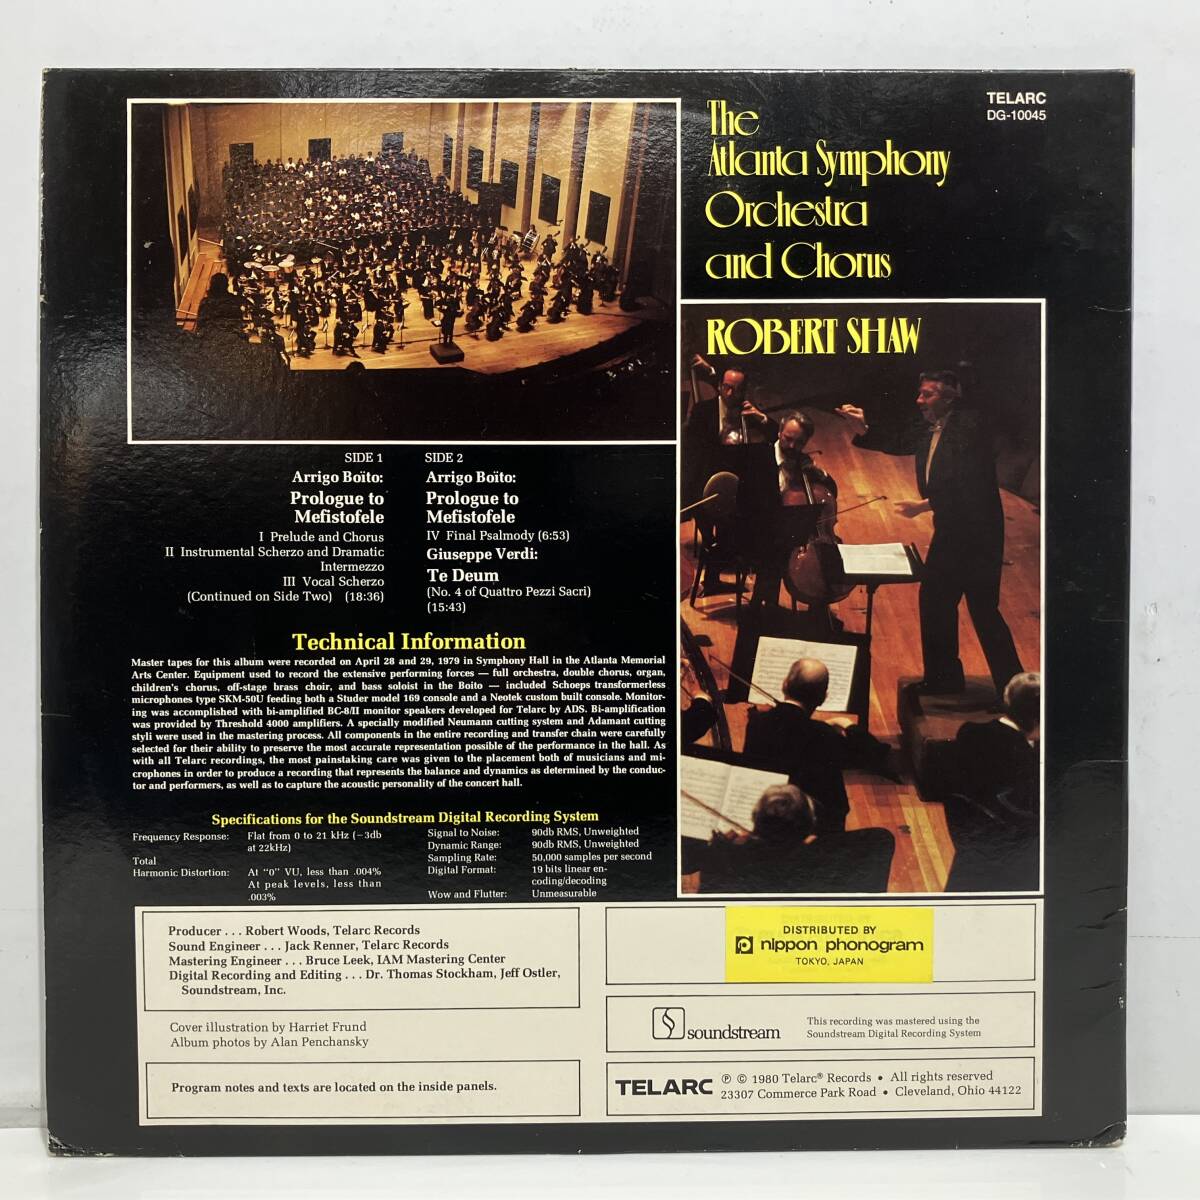 TELARC
DG-10045
The
Atlanta Symphony
Orchestra
and Chorus
ROBERT SHAW
SIDE 1
Arrigo Boïto:
Prologue to
Mefistofele
I Prelude and Chorus
II Instrumental Scherzo and Dramatic
Intermezzo
III Vocal Scherzo
(Continued on Side Two) (18:36)
SIDE 2
Arrigo Boïto:
Prologue to
Mefistofele
IV Final Psalmody (6:53)
Giuseppe Verdi:
Te Deum
(No. 4 of Quattro Pezzi Sacri)
(15:43)
Technical Information
Master tapes for this album were recorded on April 28 and 29, 1979 in Symphony Hall in the Atlanta Memorial
Arts Center. Equipment used to record the extensive performing forces — full orchestra, double chorus, organ,
children's chorus, off-stage brass choir, and bass soloist in the Boito — included Schoeps transformerless
microphones type SKM-50U feeding both a Studer model 169 console and a Neotek custom built console. Monitor-
ing was accomplished with bi-amplified BC-8/II monitor speakers developed for Telarc by ADS. Bi-amplification
was provided by Threshold 4000 amplifiers. A specially modified Neumann cutting system and Adamant cutting
styli were used in the mastering process. All components in the entire recording and transfer chain were carefully
selected for their ability to preserve the most accurate representation possible of the performance in the hall. As
with all Telarc recordings, the most painstaking care was given to the placement both of musicians and mi-
crophones in order to produce a recording that represents the balance and dynamics as determined by the conduc-
tor and performers, as well as to capture the acoustic personality of the concert hall.
Specifications for the Soundstream Digital Recording System
Frequency Response: Flat from 0 to 21 kHz (−3db
at 22kHz)
Total
Harmonic Distortion: At "0" VU, less than .004%
At peak levels, less than
.003%
Signal to Noise: 90db RMS, Unweighted
Dynamic Range: 90db RMS, Unweighted
Sampling Rate: 50,000 samples per second
Digital Format: 19 bits linear en-
coding/decoding
Wow and Flutter: Unmeasurable
Producer . . . Robert Woods, Telarc Records
Sound Engineer . . . Jack Renner, Telarc Records
Mastering Engineer . . . Bruce Leek, IAM Mastering Center
Digital Recording and Editing . . . Dr. Thomas Stockham, Jeff Ostler,
Soundstream, Inc.
Cover illustration by Harriet Frund
Album photos by Alan Penchansky
Program notes and texts are located on the inside panels.
DISTRIBUTED BY
nippon phonogram
TOKYO, JAPAN
soundstream
This recording was mastered using the
Soundstream Digital Recording System
TELARC
℗ © 1980 Telarc® Records • All rights reserved
23307 Commerce Park Road • Cleveland, Ohio 44122